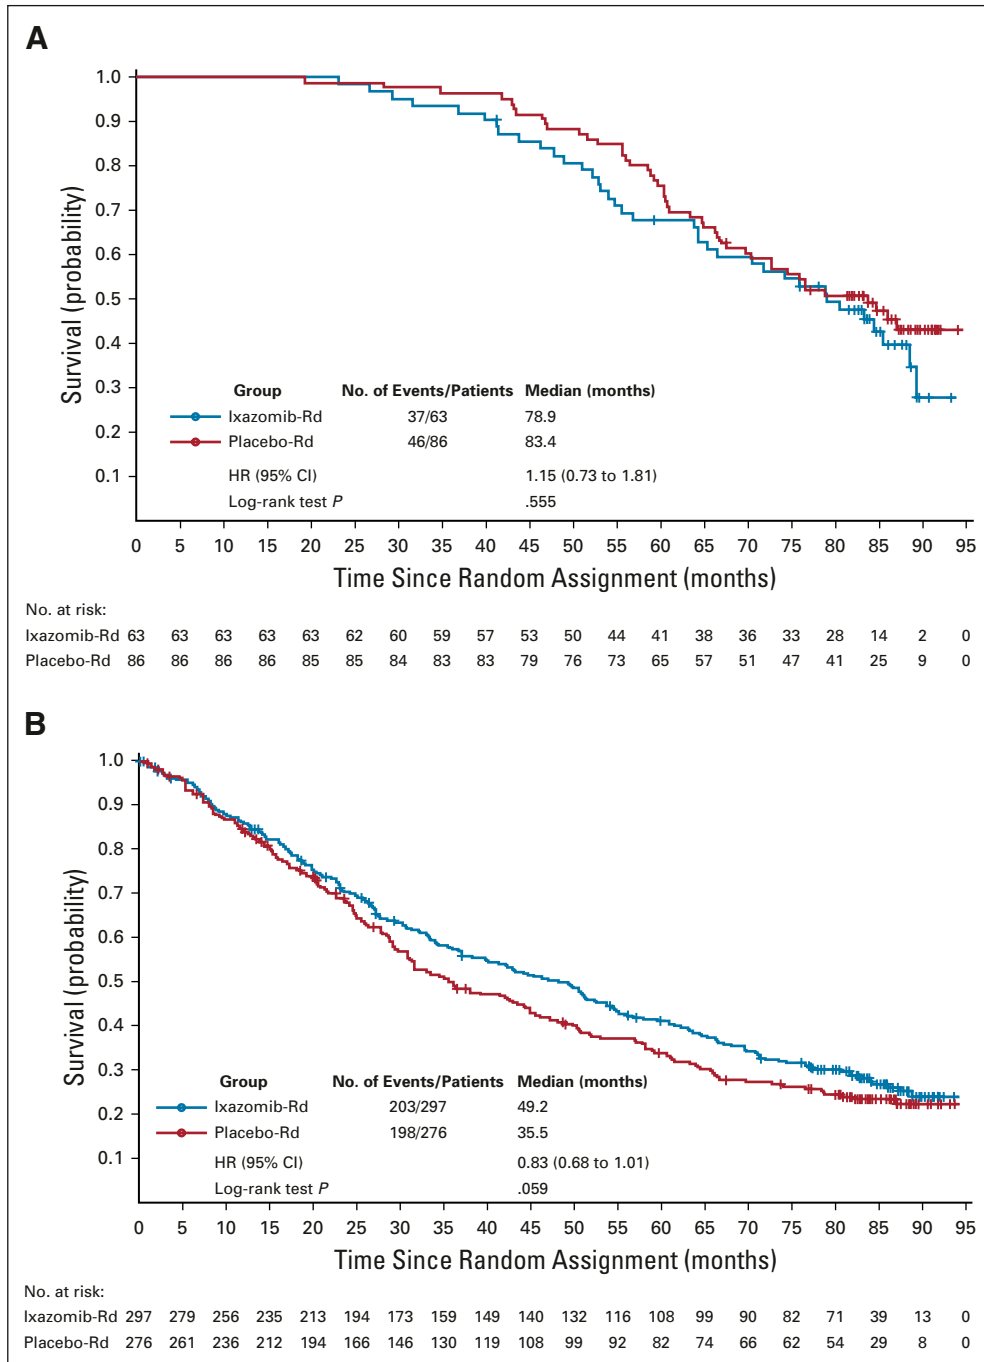 A
Survival (probability)
1.0
0.9
0.8
0.7
0.6
0.5
0.4
0.3
0.2
0.1
Group No. of Events/Patients Median (months)
Ixazomib-Rd 37/63 78.9
Placebo-Rd 46/86 83.4
HR (95% CI) 1.15 (0.73 to 1.81)
Log-rank test P .555
0 5 10 15 20 25 30 35 40 45 50 55 60 65 70 75 80 85 90 95
Time Since Random Assignment (months)
No. at risk:
Ixazomib-Rd 63 63 63 63 63 62 60 59 57 53 50 44 41 38 36 33 28 14 2 0
Placebo-Rd 86 86 86 86 85 85 84 83 83 79 76 73 65 57 51 47 41 25 9 0
B
Survival (probability)
1.0
0.9
0.8
0.7
0.6
0.5
0.4
0.3
0.2
0.1
Group No. of Events/Patients Median (months)
Ixazomib-Rd 203/297 49.2
Placebo-Rd 198/276 35.5
HR (95% CI) 0.83 (0.68 to 1.01)
Log-rank test P .059
0 5 10 15 20 25 30 35 40 45 50 55 60 65 70 75 80 85 90 95
Time Since Random Assignment (months)
No. at risk:
Ixazomib-Rd 297 279 256 235 213 194 173 159 149 140 132 116 108 99 90 82 71 39 13 0
Placebo-Rd 276 261 236 212 194 166 146 130 119 108 99 92 82 74 66 62 54 29 8 0